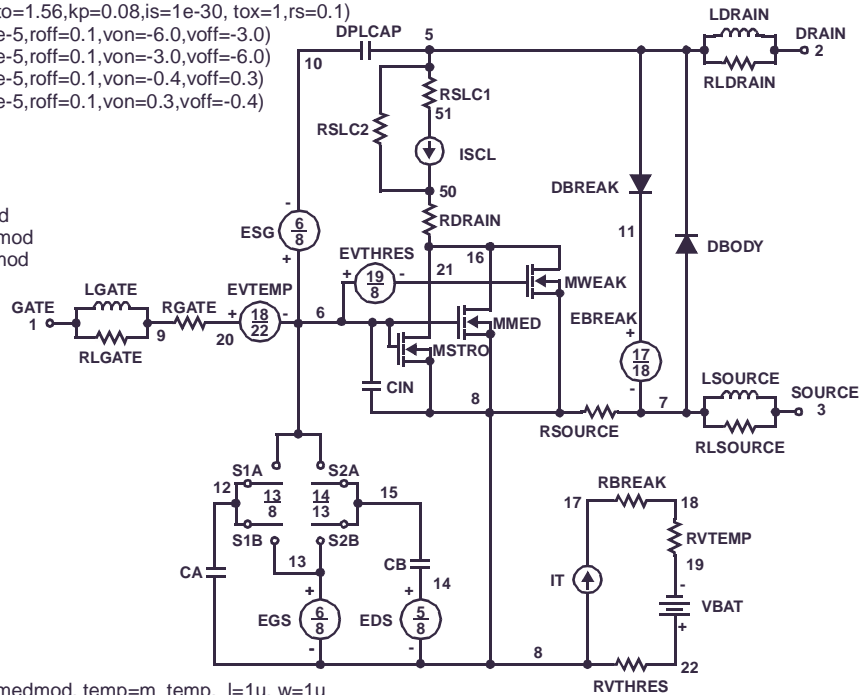 to=1.56,kp=0.08,is=1e-30, tox=1,rs=0.1)
e-5,roff=0.1,von=-6.0,voff=-3.0)
e-5,roff=0.1,von=-3.0,voff=-6.0)
e-5,roff=0.1,von=-0.4,voff=0.3)
e-5,roff=0.1,von=0.3,voff=-0.4)
d
mod
mod
LDRAIN
DPLCAP 5 DRAIN
10 2
RLDRAIN
RSLC1
51
RSLC2
ISCL
50
DBREAK
RDRAIN
11
DBODY
-
ESG 6
8
+
EVTHRES
+ 19 - 21 16
8
MWEAK
LGATE
GATE
1
RLGATE
9
RGATE
20
EVTEMP
+ 18 -
22
6
MMED
MSTRO
EBREAK
+
17
18
-
CIN
8
RSOURCE
7
LSOURCE
SOURCE
3
RLSOURCE
S1A S2A
12 13 14 15
8 13
S1B S2B
13
CA
CB
14
+ +
EGS 6 EDS 5
8 8
- -
RBREAK
17 18
RVTEMP
19
IT
-
VBAT
+
8
22
RVTHRES
medmod, temp=m_temp, l=1u, w=1u